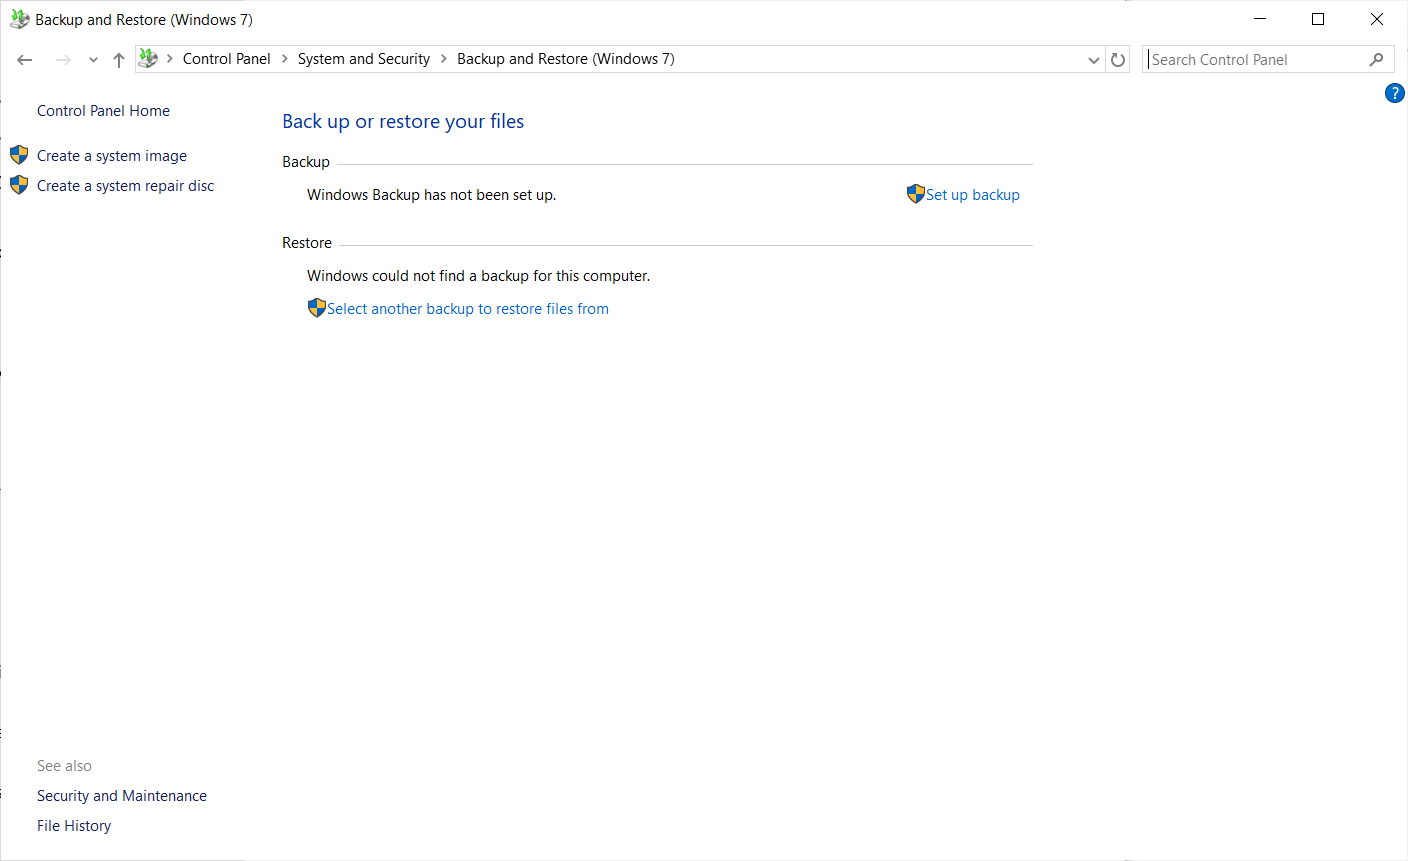 Backup and Restore (Windows 7)
Control Panel > System and Security > Backup and Restore (Windows 7)
Search Control Panel
?
Control Panel Home
Create a system image
Create a system repair disc
Back up or restore your files
Backup
Windows Backup has not been set up.
Set up backup
Restore
Windows could not find a backup for this computer.
Select another backup to restore files from
See also
Security and Maintenance
File History